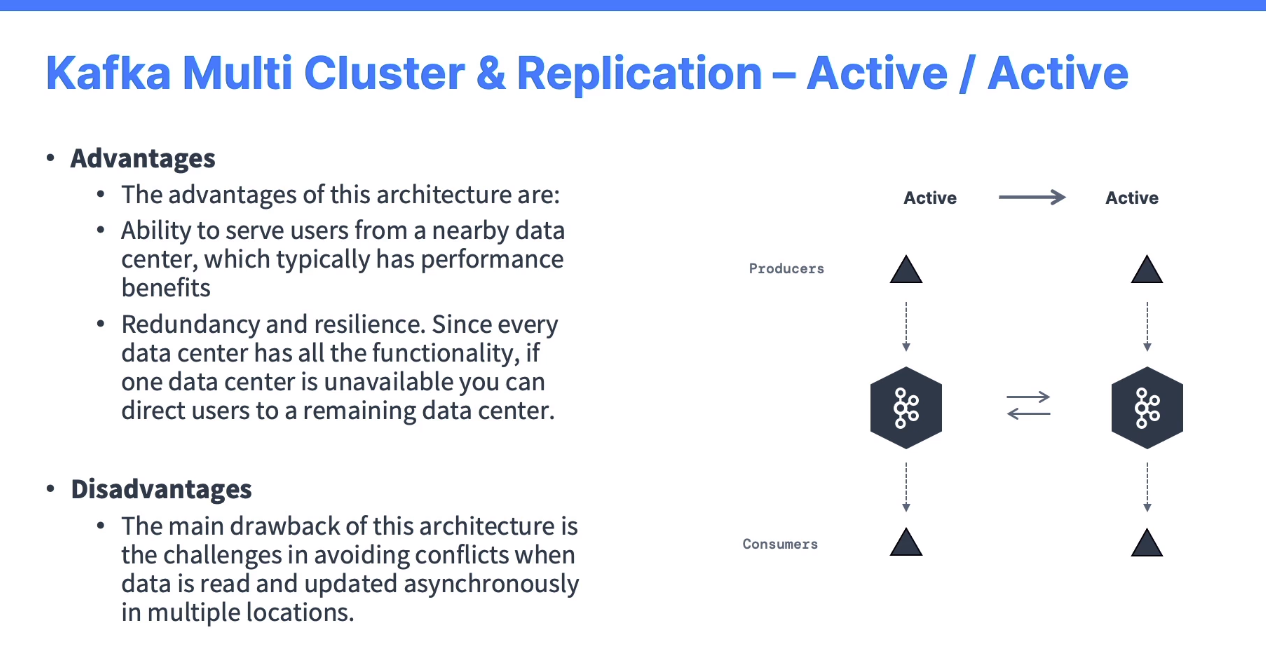 Kafka Multi Cluster & Replication – Active / Active
• Advantages
• The advantages of this architecture are:
• Ability to serve users from a nearby data
center, which typically has performance
benefits
• Redundancy and resilience. Since every
data center has all the functionality, if
one data center is unavailable you can
direct users to a remaining data center.
• Disadvantages
• The main drawback of this architecture is
the challenges in avoiding conflicts when
data is read and updated asynchronously
in multiple locations.
Active Active
Producers
Consumers